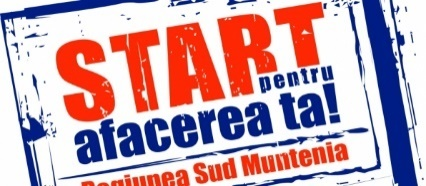 START
pentru
afacerea ta!
Regiunea Sud Muntenia